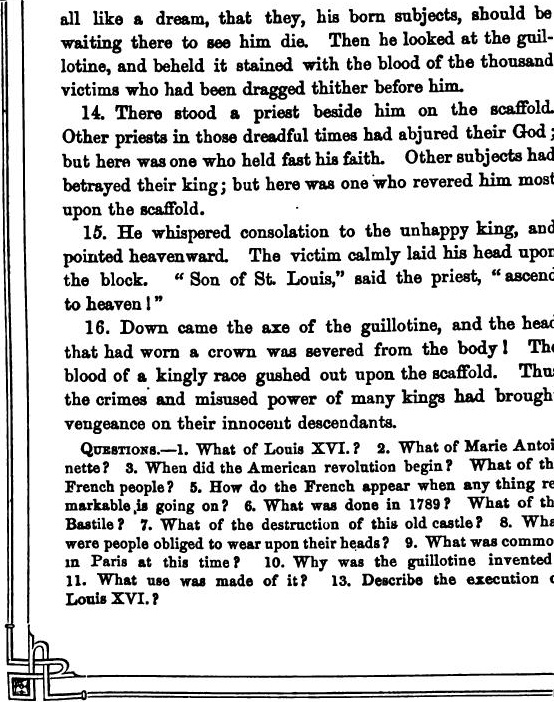 all like a dream, that they, his born subjects, should be
waiting there to see him die. Then he looked at the guil-
lotine, and beheld it stained with the blood of the thousand
victims who had been dragged thither before him.
14. There stood a priest beside him on the scaffold.
Other priests in those dreadful times had abjured their God;
but here was one who held fast his faith. Other subjects had
betrayed their king; but here was one who revered him most
upon the scaffold.
15. He whispered consolation to the unhappy king, and
pointed heavenward. The victim calmly laid his head upon
the block. “Son of St. Louis,” said the priest, “ascend
to heaven!”
16. Down came the axe of the guillotine, and the head
that had worn a crown was severed from the body! The
blood of a kingly race gushed out upon the scaffold. Thus
the crimes and misused power of many kings had brough
vengeance on their innocent descendants.
QUESTIONS.—1. What of Louis XVI.? 2. What of Marie Antoi
nette? 3. When did the American revolution begin? What of th
French people? 5. How do the French appear when any thing re
markable is going on? 6. What was done in 1789? What of th
Bastile? 7. What of the destruction of this old castle? 8. Wha
were people obliged to wear upon their heads? 9. What was commo
in Paris at this time? 10. Why was the guillotine invented
11. What use was made of it? 13. Describe the execution o
Louis XVI.?